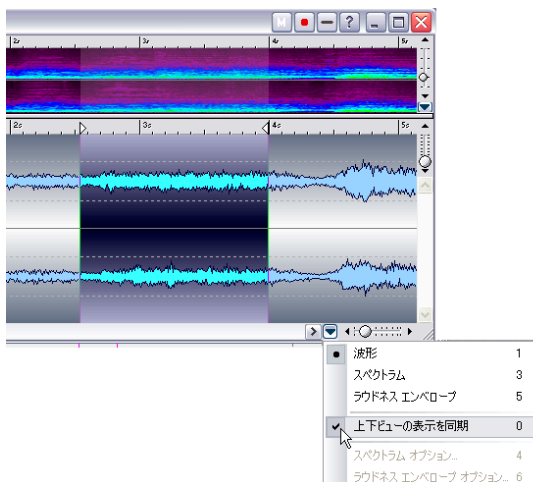 M ?
2s 3s 4s 5s
2s 3s 4s 5s
波形 1
スペクトラム 3
ラウドネス エンベロープ 5
上下ビューの表示を同期 0
スペクトラム オプション... 4
ラウドネス エンベロープ オプション... 6